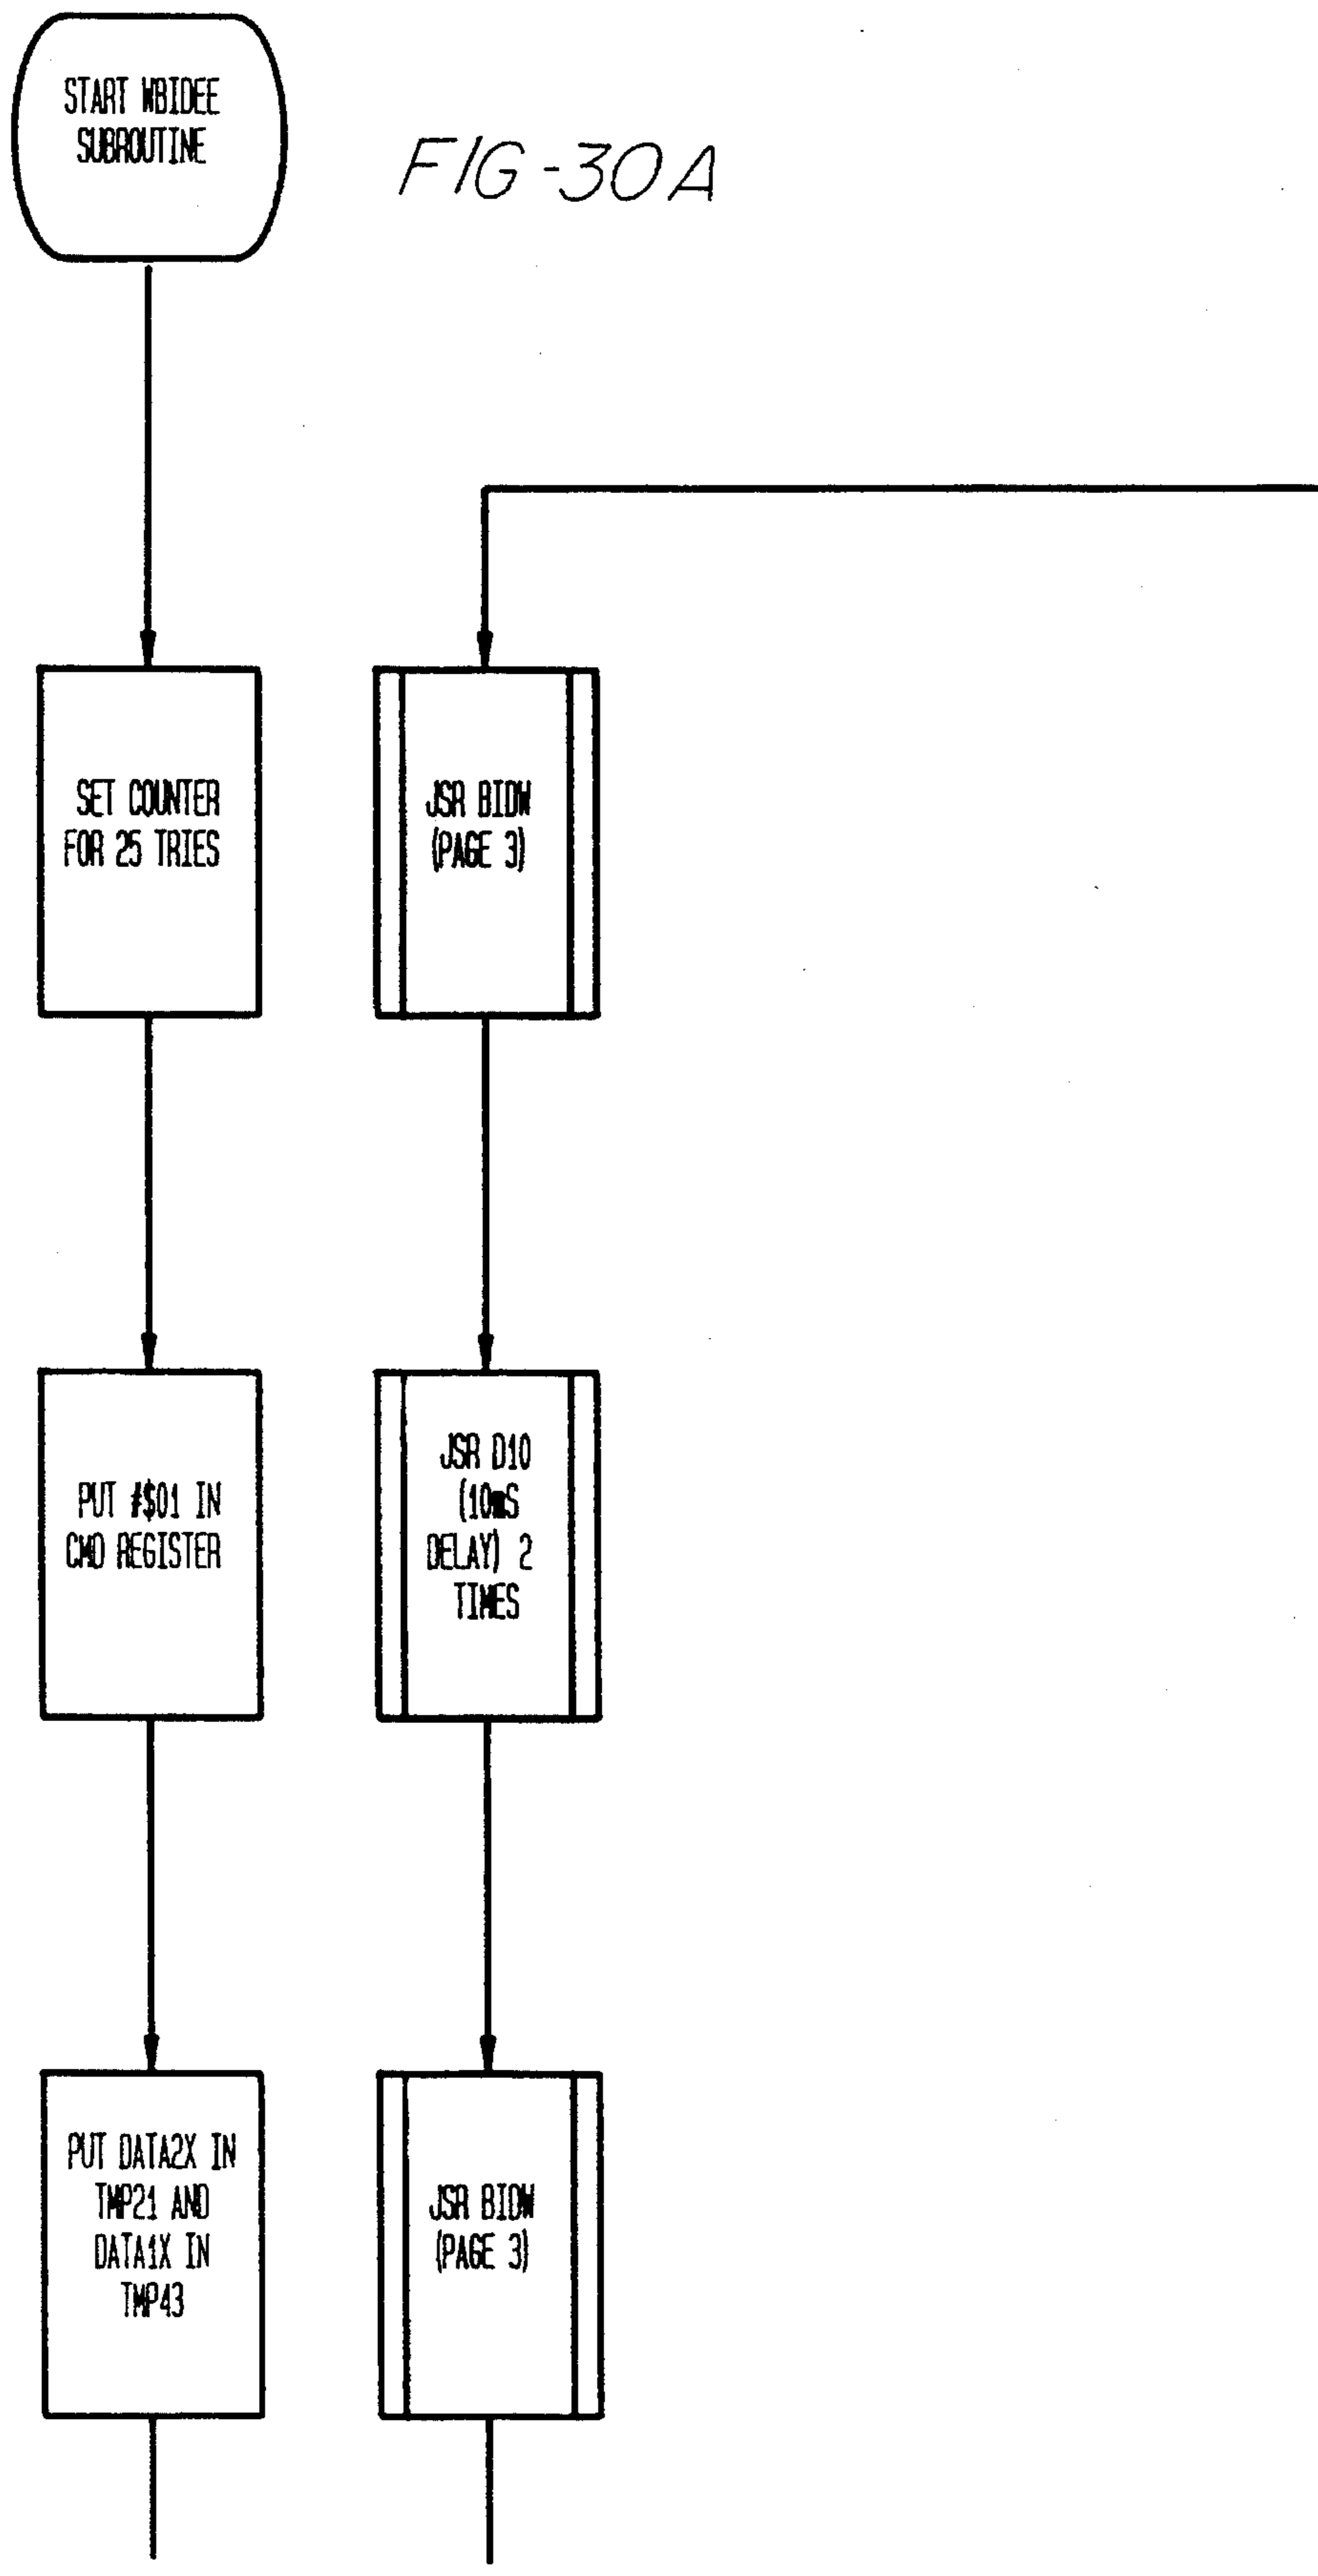 START WBIDEE
SUBROUTINE
FIG-30A
SET COUNTER
FOR 25 TRIES
PUT #$01 IN
CMD REGISTER
PUT DATA2X IN
TMP21 AND
DATA1X IN
TMP43
JSR BIDW
(PAGE 3)
JSR D10
(10mS
DELAY) 2
TIMES
JSR BIDW
(PAGE 3)